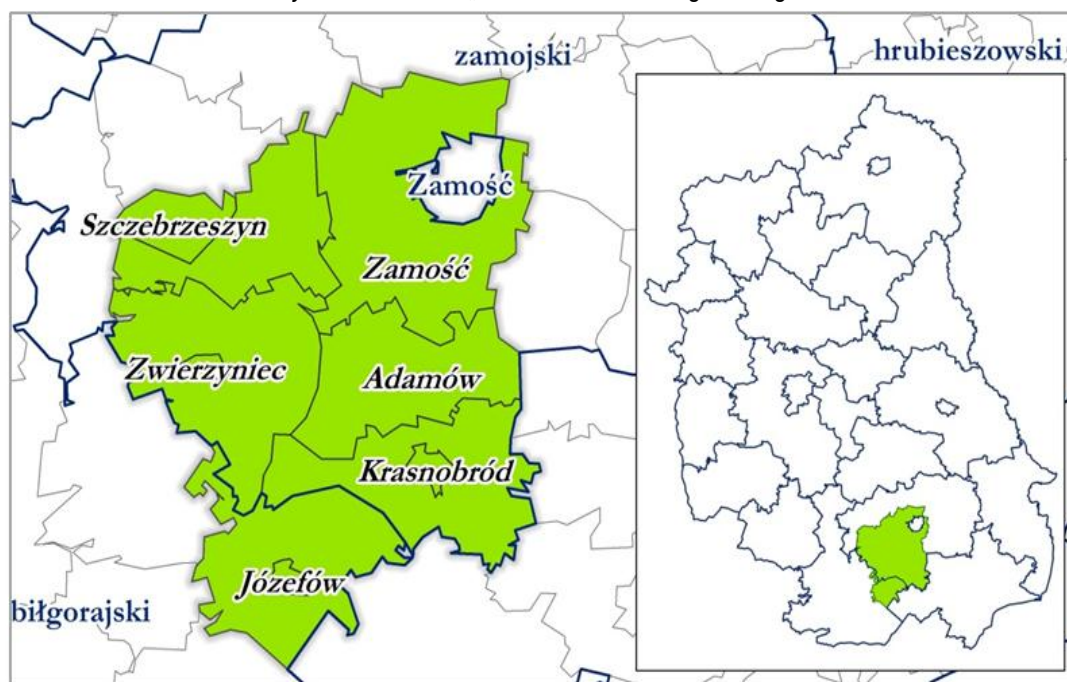 zamojski
hrubieszowski
Zamość
Szczebrzeszyn
Zamość
Zwierzyniec
Adamów
Krasnobród
Józefów
biłgorajski